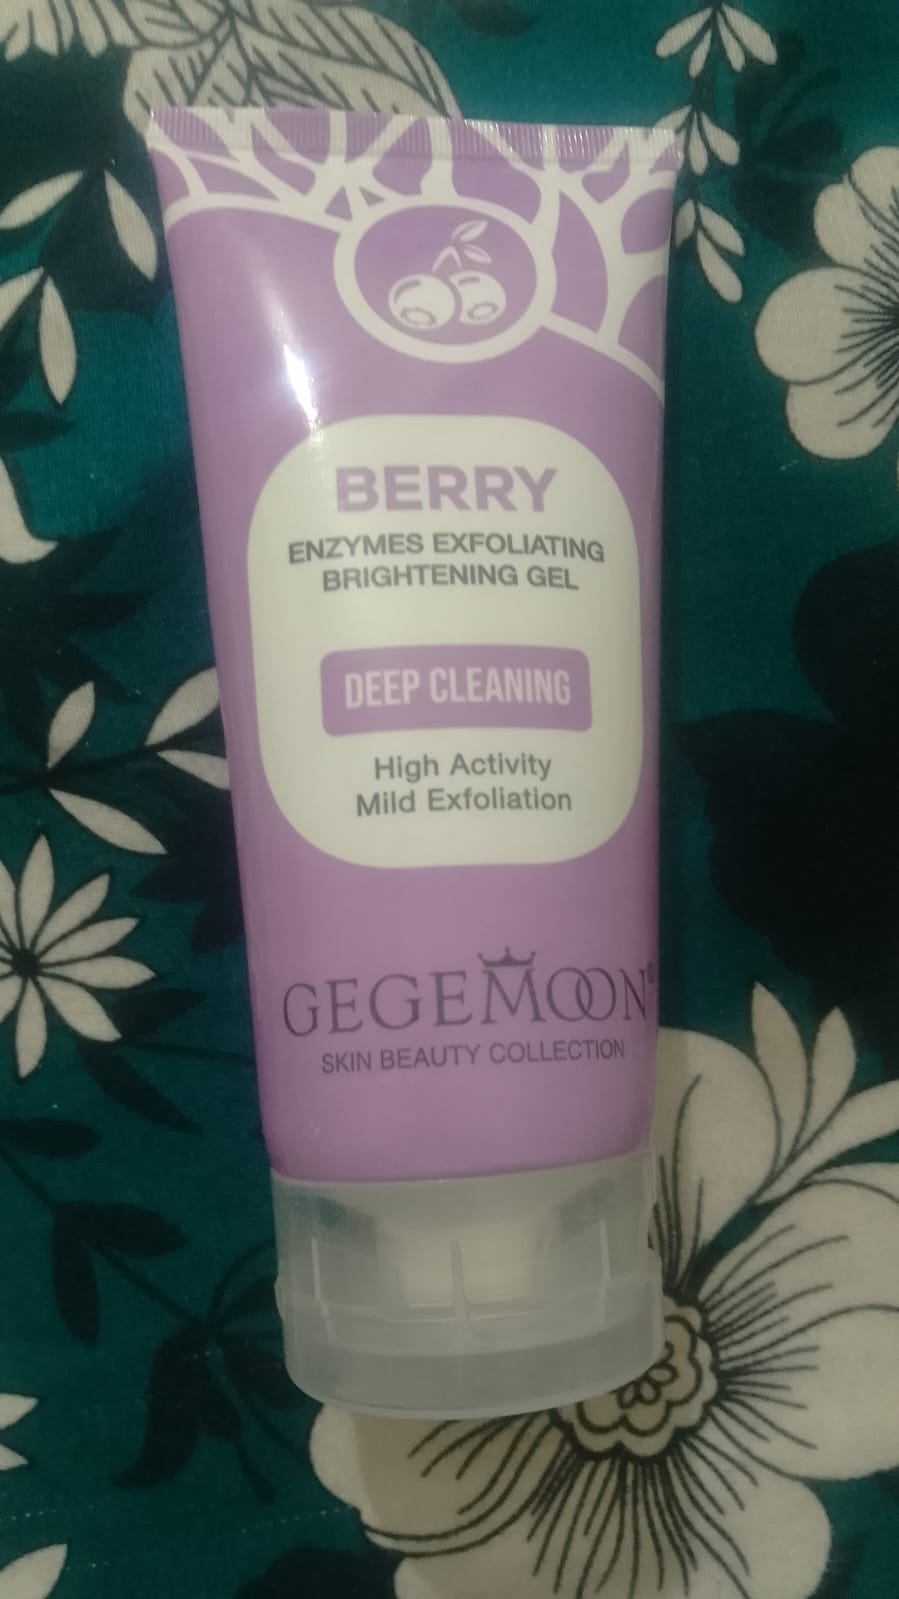 BERRY
ENZYMES EXFOLIATING
BRIGHTENING GEL
DEEP CLEANING
High Activity
Mild Exfoliation
GEGEMOON®
SKIN BEAUTY COLLECTION